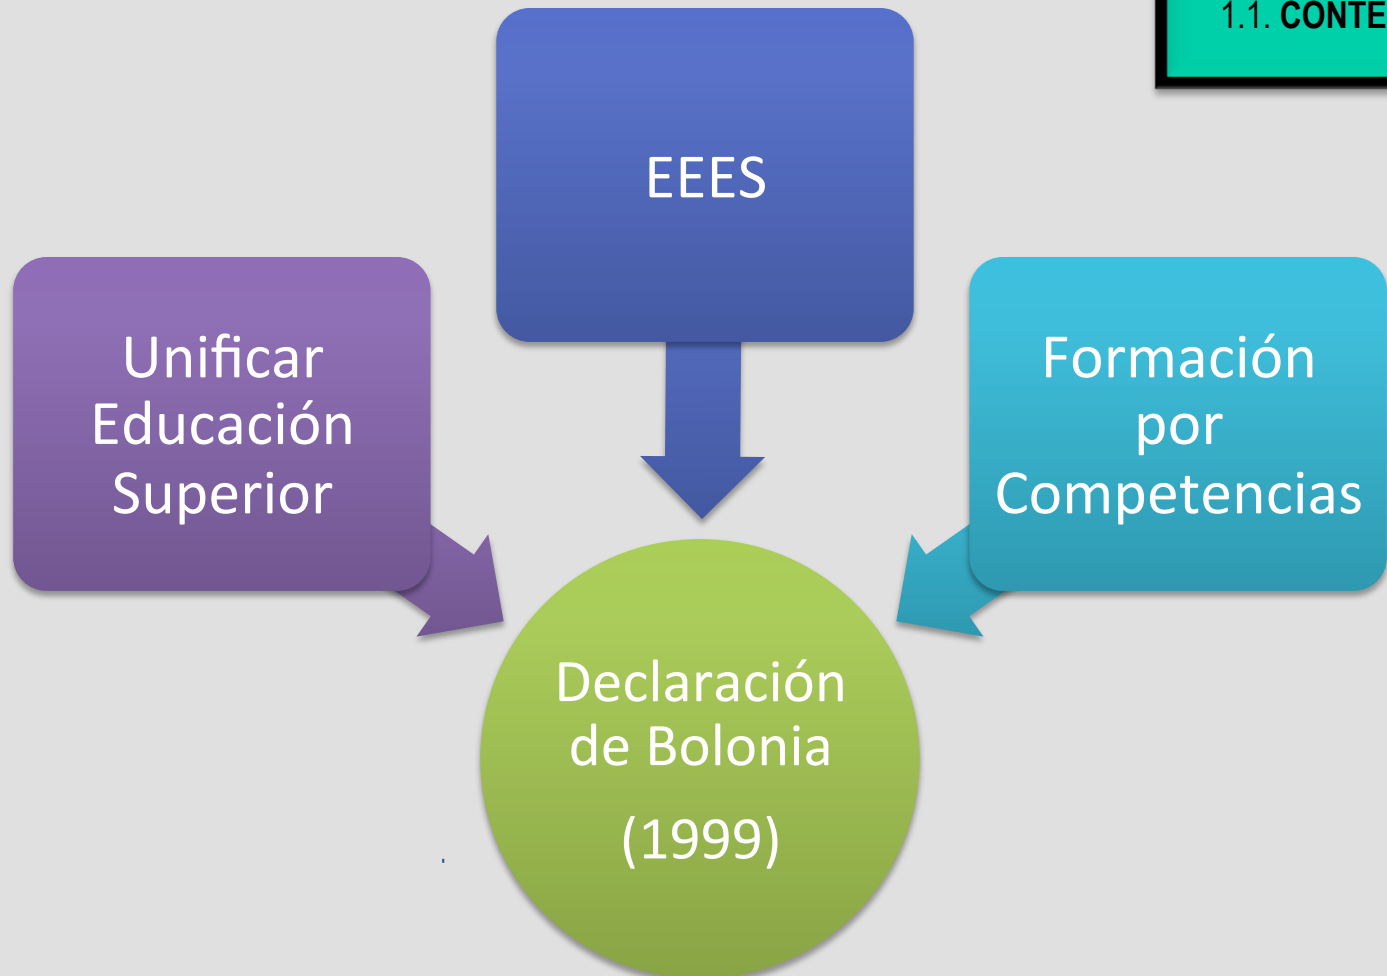 1.1. CONTE
EEES
Unificar
Educación
Superior
Formación
por
Competencias
Declaración
de Bolonia
(1999)